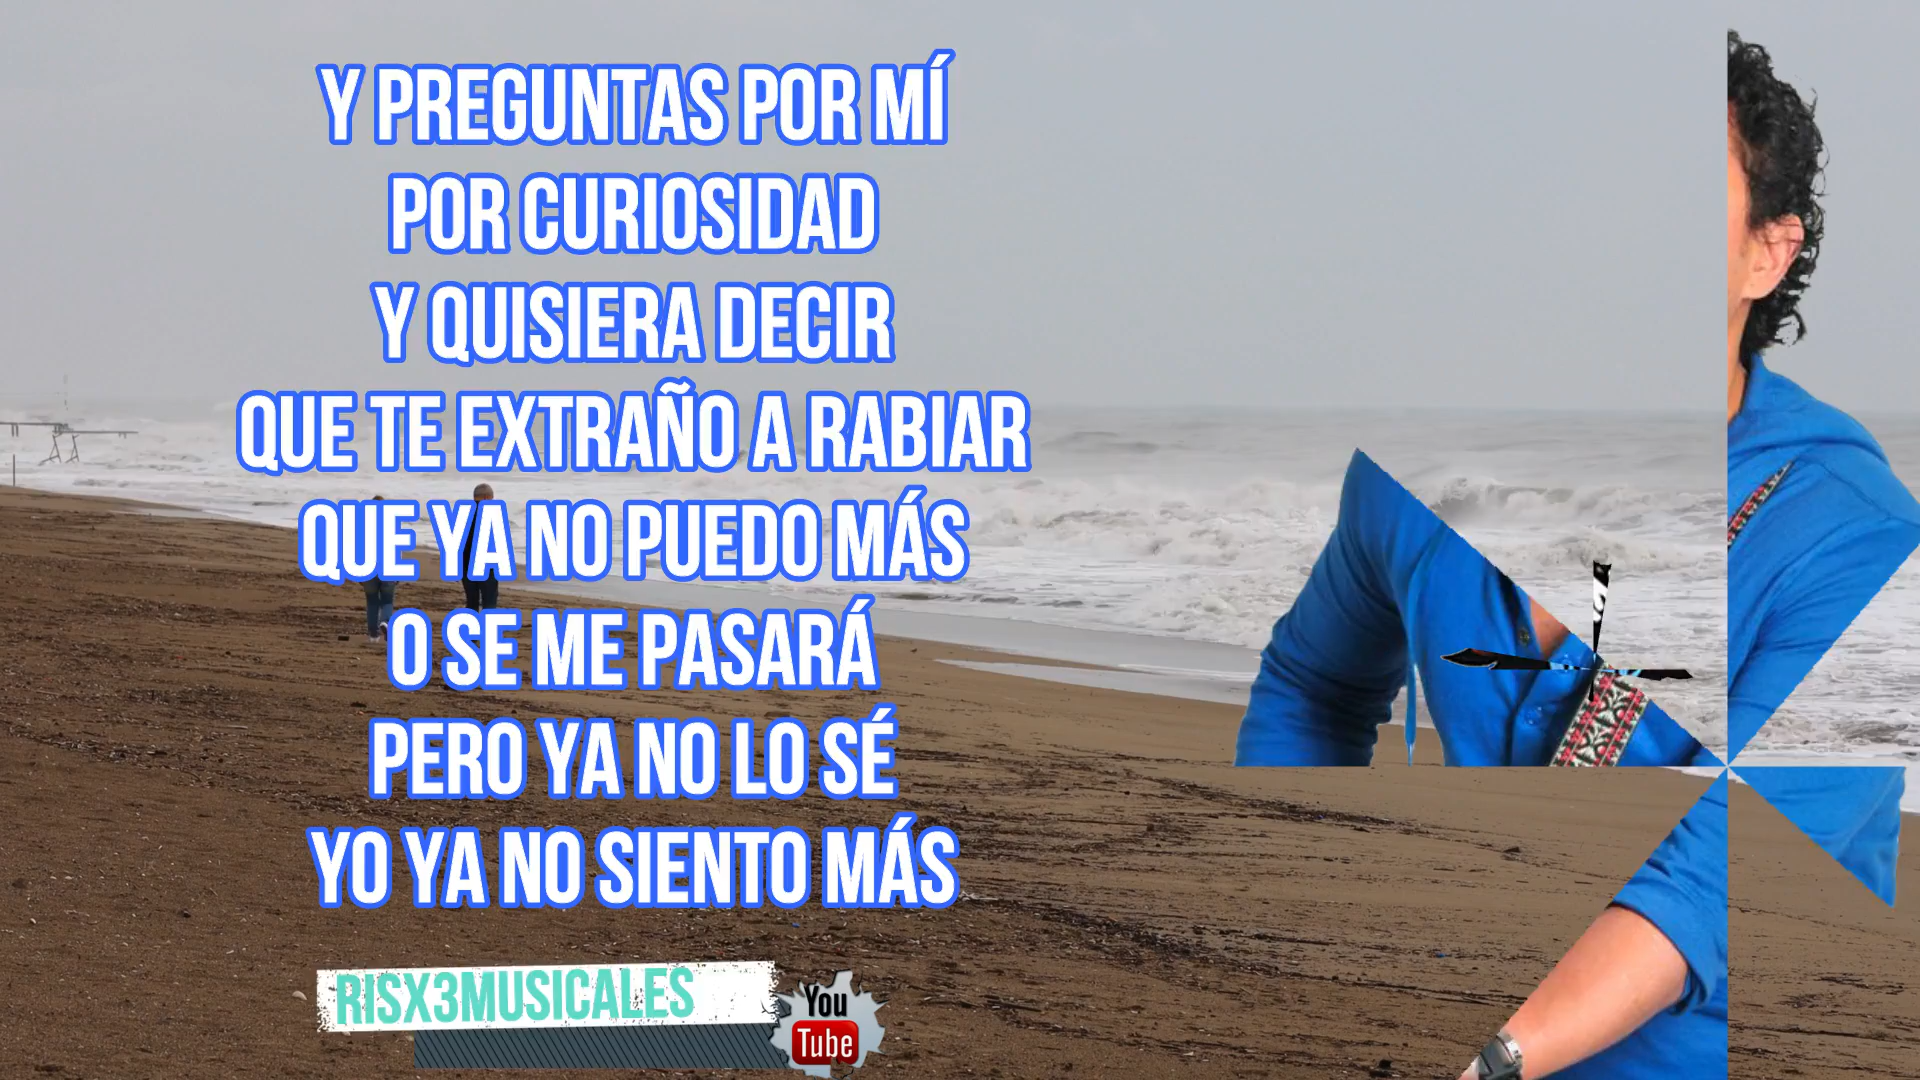 Y PREGUNTAS POR MÍ
POR CURIOSIDAD
Y QUISIERA DECIR
QUE TE EXTRAÑO A RABIAR
QUE YA NO PUEDO MÁS
O SE ME PASARÁ
PERO YA NO LO SÉ
YO YA NO SIENTO MÁS
RISX3MUSICALES
You
Tube